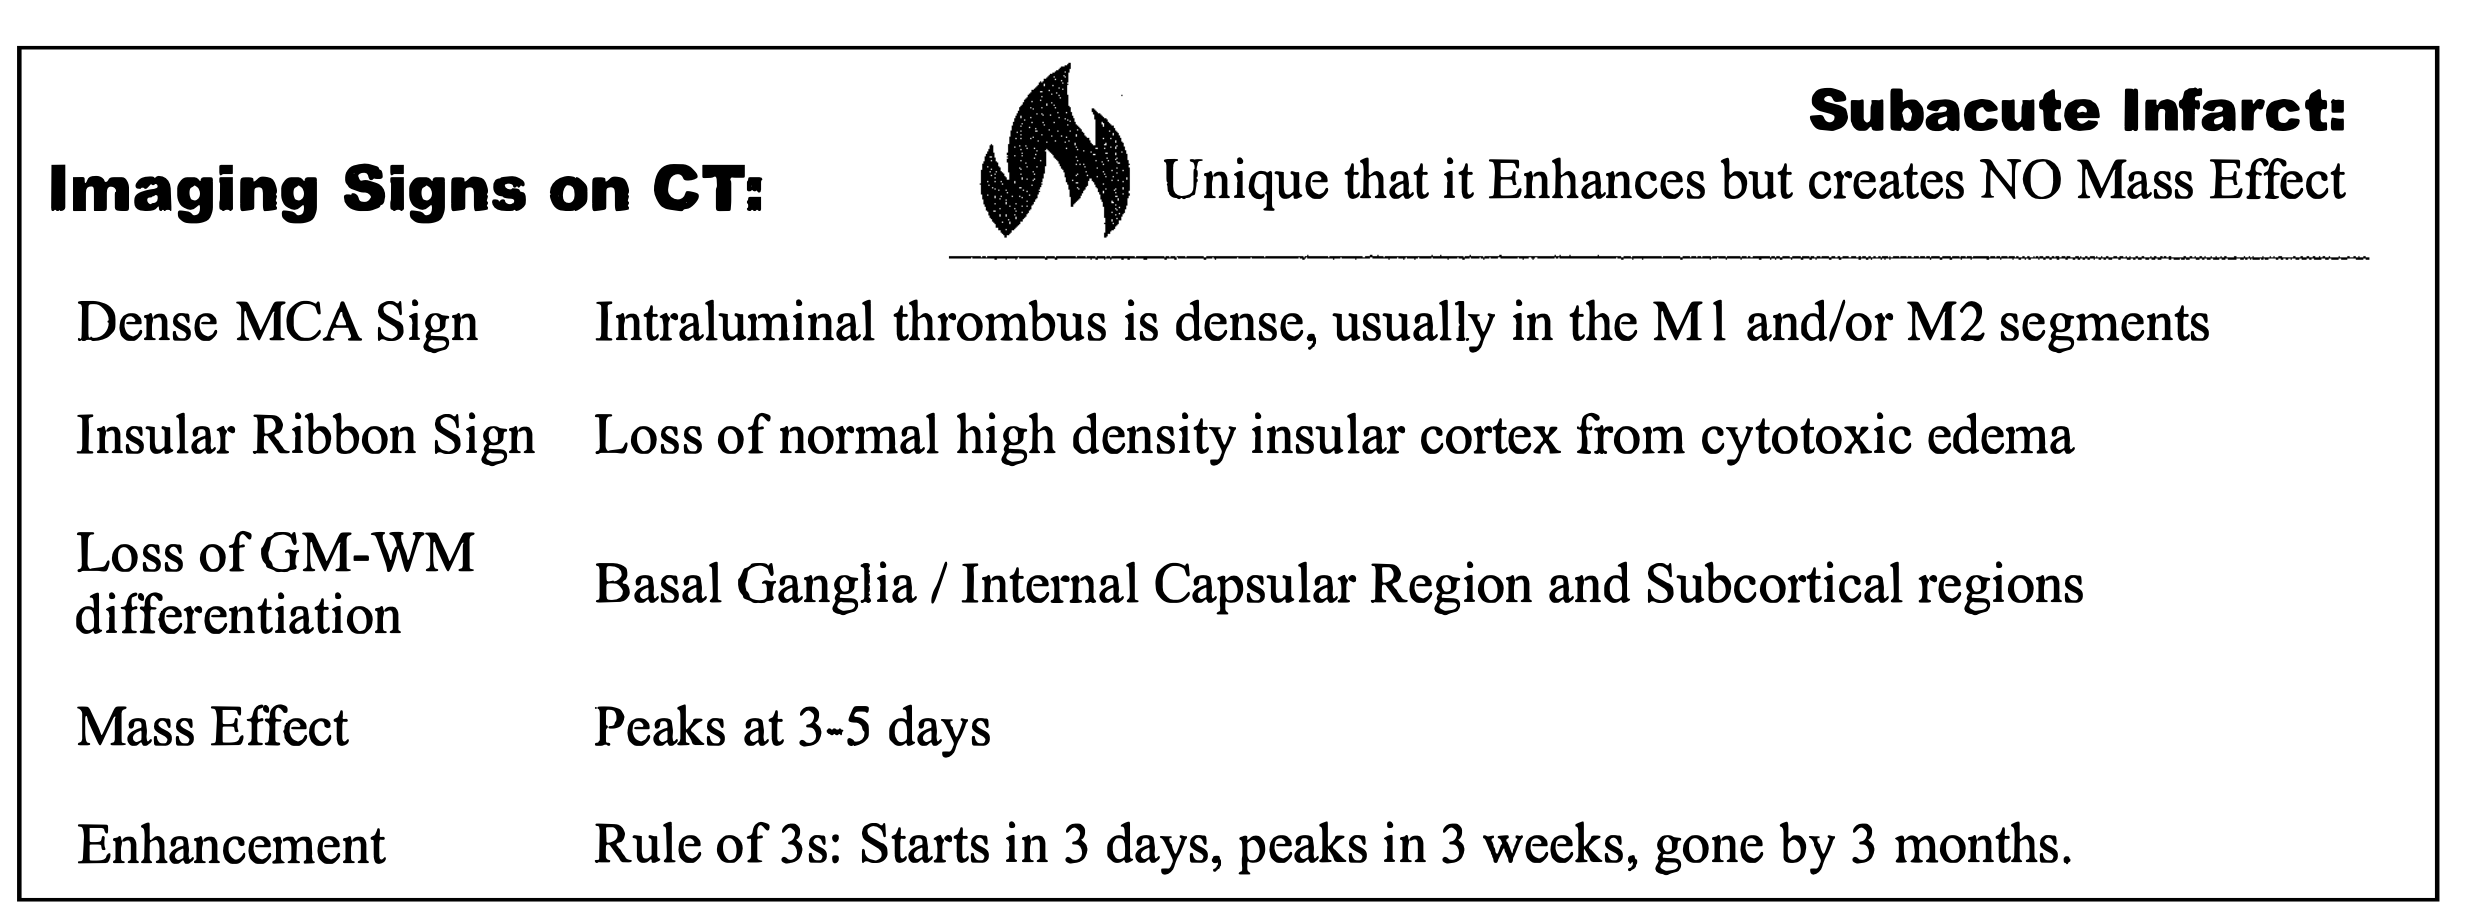 Subacute Infarct:
Imaging Signs on CT:
Unique that it Enhances but creates NO Mass Effect
Dense MCA Sign Intraluminal thrombus is dense, usually in the M1 and/or M2 segments
Insular Ribbon Sign Loss of normal high density insular cortex from cytotoxic edema
Loss of GM-WM
differentiation
Basal Ganglia / Internal Capsular Region and Subcortical regions
Mass Effect Peaks at 3-5 days
Enhancement Rule of 3s: Starts in 3 days, peaks in 3 weeks, gone by 3 months.